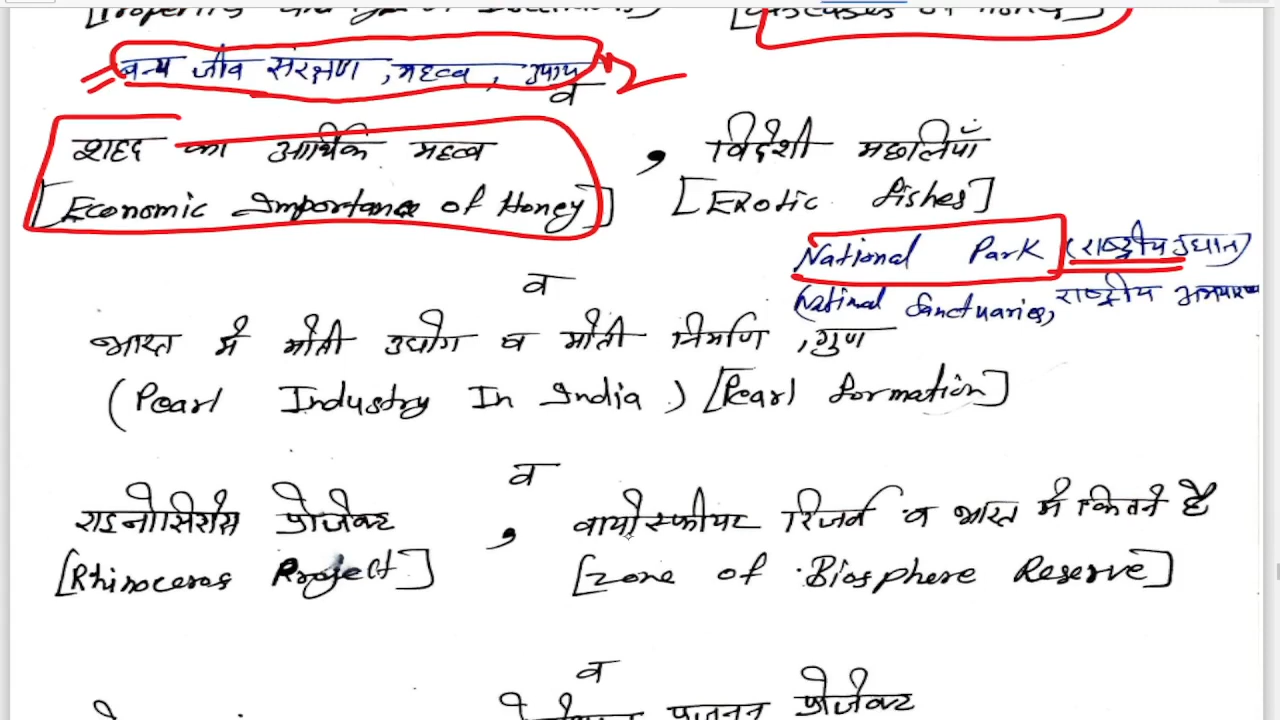 वन्य जीव संरक्षण, महत्व, उपाय
व
शहद का आर्थिक महत्व , विदेशी मछलियाँ
[Economic Importance of Honey] [Exotic fishes]
National Park (राष्ट्रीय उद्यान)
(National Sanctuaries, राष्ट्रीय
व
भारत में मोती उद्योग व मोती निर्माण, गुण
(Pearl Industry In India) [Pearl formation]
व
राइनोसिरोस प्रोजेक्ट , बायोस्फीयर रिजर्व व भारत में कितने है
[Rhinoceros Project] [Zone of Biosphere Reserve]
व
प्रजनन प्रोजेक्ट